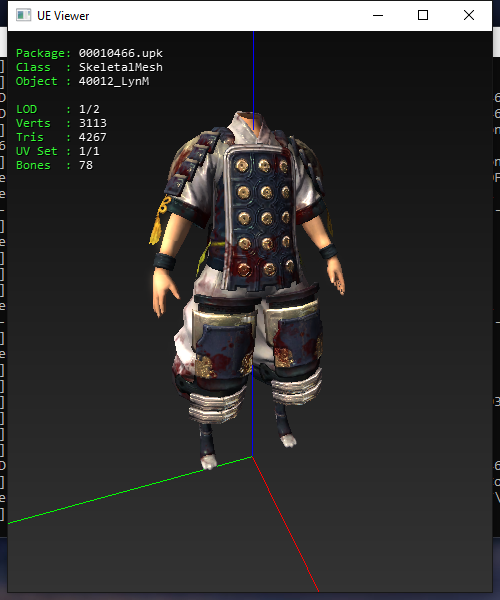 UE Viewer
Package: 00010466.upk
Class : SkeletalMesh
Object : 40012_LynM
LOD : 1/2
Verts : 3113
Tris : 4267
UV Set : 1/1
Bones : 78